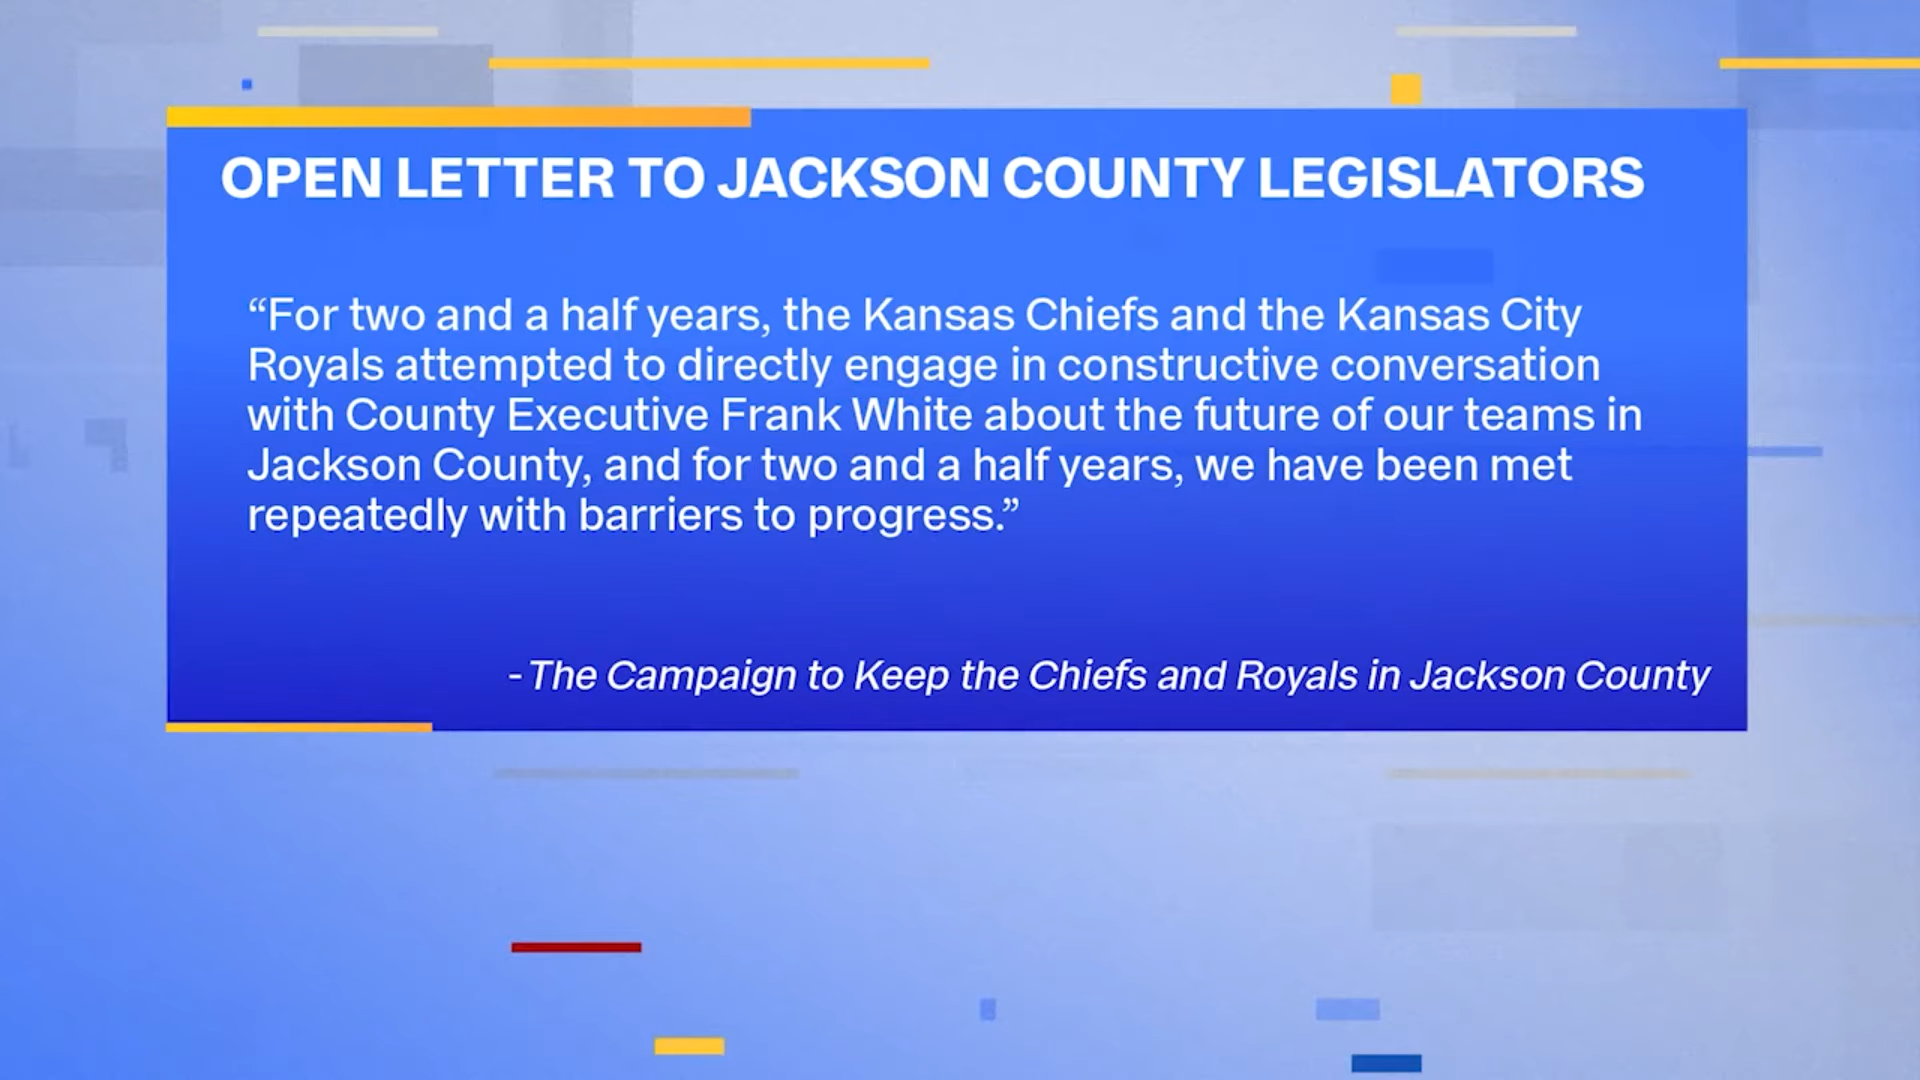 OPEN LETTER TO JACKSON COUNTY LEGISLATORS
“For two and a half years, the Kansas Chiefs and the Kansas City
Royals attempted to directly engage in constructive conversation
with County Executive Frank White about the future of our teams in
Jackson County, and for two and a half years, we have been met
repeatedly with barriers to progress.”
- The Campaign to Keep the Chiefs and Royals in Jackson County